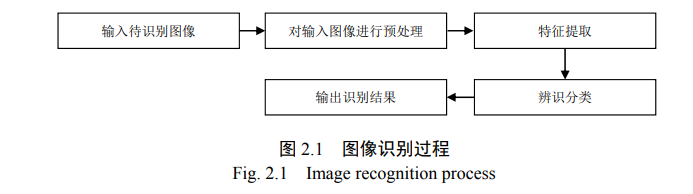 输入待识别图像
对输入图像进行预处理
特征提取
辨识分类
输出识别结果
图 2.1 图像识别过程
Fig. 2.1 Image recognition process